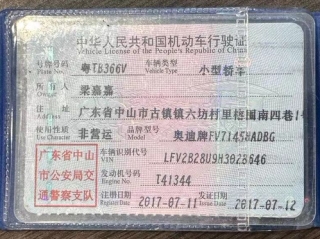 中华人民共和国机动车行驶证
Vehicle License of the People's Republic of China
号牌号码 粤TB366V 车辆类型 小型轿车
Plate No. Vehicle Type
所有人 梁嘉嘉
Owner
住址 广东省中山市古镇镇六坊村里楼围南四巷1号
Address
使用性质 非营运 品牌型号 奥迪牌FV7145HADBG
Use Character Model
广东省中山
市公安局交
通警察支队
车辆识别代号 LFV2B28U9H3028646
VIN
发动机号码 T41344
Engine No.
注册日期 2017-07-11 发证日期 2017-07-12
Register Date Issue Date